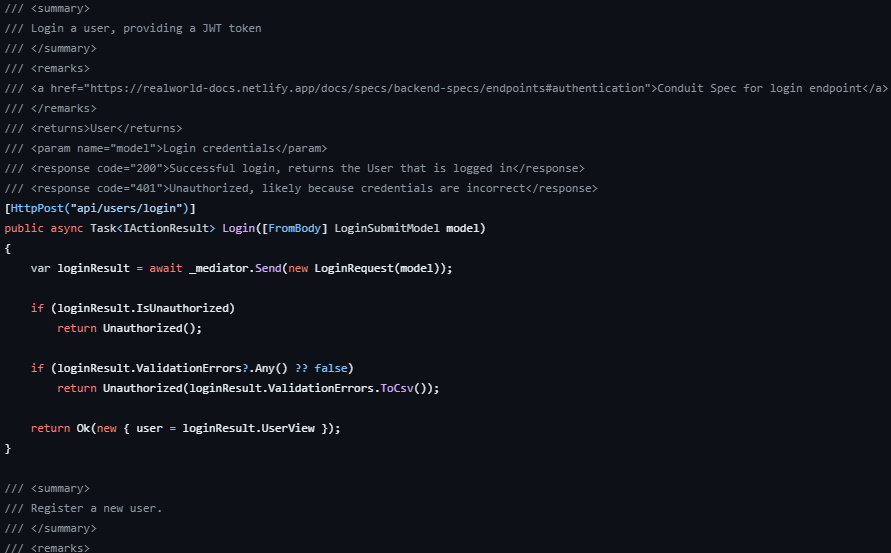 /// <summary>
/// Login a user, providing a JWT token
/// </summary>
/// <remarks>
/// <a href="https://realworld-docs.netlify.app/docs/specs/backend-specs/endpoints#authentication">Conduit Spec for login endpoint</a>
/// </remarks>
/// <returns>User</returns>
/// <param name="model">Login credentials</param>
/// <response code="200">Successful login, returns the User that is logged in</response>
/// <response code="401">Unauthorized, likely because credentials are incorrect</response>
[HttpPost("api/users/login")]
public async Task<IActionResult> Login([FromBody] LoginSubmitModel model)
{
    var loginResult = await _mediator.Send(new LoginRequest(model));

    if (loginResult.IsUnauthorized)
        return Unauthorized();

    if (loginResult.ValidationErrors?.Any() ?? false)
        return Unauthorized(loginResult.ValidationErrors.ToCsv());

    return Ok(new { user = loginResult.UserView });
}

/// <summary>
/// Register a new user.
/// </summary>
/// <remarks>